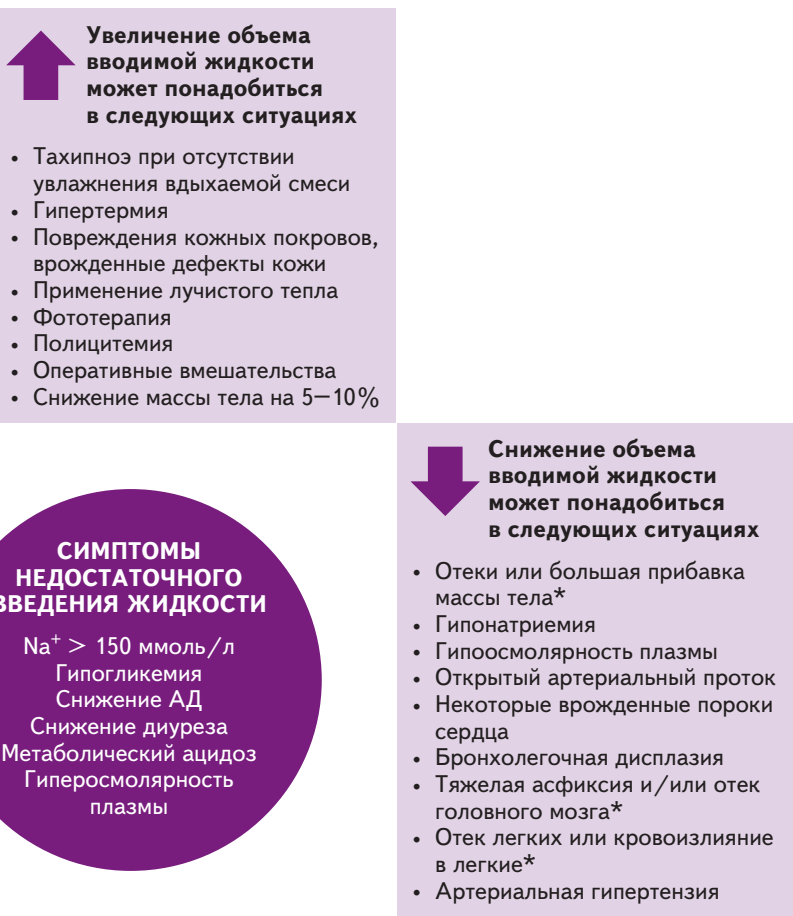 Увеличение объема
вводимой жидкости
может понадобиться
в следующих ситуациях
• Тахипноэ при отсутствии
увлажнения вдыхаемой смеси
• Гипертермия
• Повреждения кожных покровов,
врожденные дефекты кожи
• Применение лучистого тепла
• Фототерапия
• Полицитемия
• Оперативные вмешательства
• Снижение массы тела на 5—10%
СИМПТОМЫ
НЕДОСТАТОЧНОГО
ВВЕДЕНИЯ ЖИДКОСТИ
Na⁺ > 150 ммоль/л
Гипогликемия
Снижение АД
Снижение диуреза
Метаболический ацидоз
Гиперосмолярность
плазмы
Снижение объема
вводимой жидкости
может понадобиться
в следующих ситуациях
• Отеки или большая прибавка
массы тела*
• Гипонатриемия
• Гипоосмолярность плазмы
• Открытый артериальный проток
• Некоторые врожденные пороки
сердца
• Бронхолегочная дисплазия
• Тяжелая асфиксия и/или отек
головного мозга*
• Отек легких или кровоизлияние
в легкие*
• Артериальная гипертензия